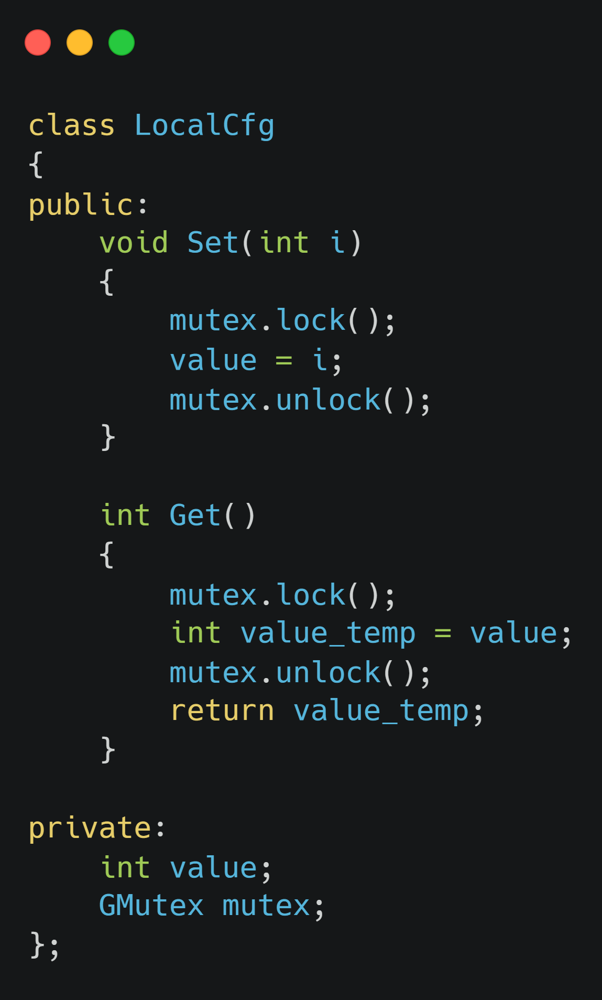 class LocalCfg
{
public:
    void Set(int i)
    {
        mutex.lock();
        value = i;
        mutex.unlock();
    }

    int Get()
    {
        mutex.lock();
        int value_temp = value;
        mutex.unlock();
        return value_temp;
    }

private:
    int value;
    GMutex mutex;
};